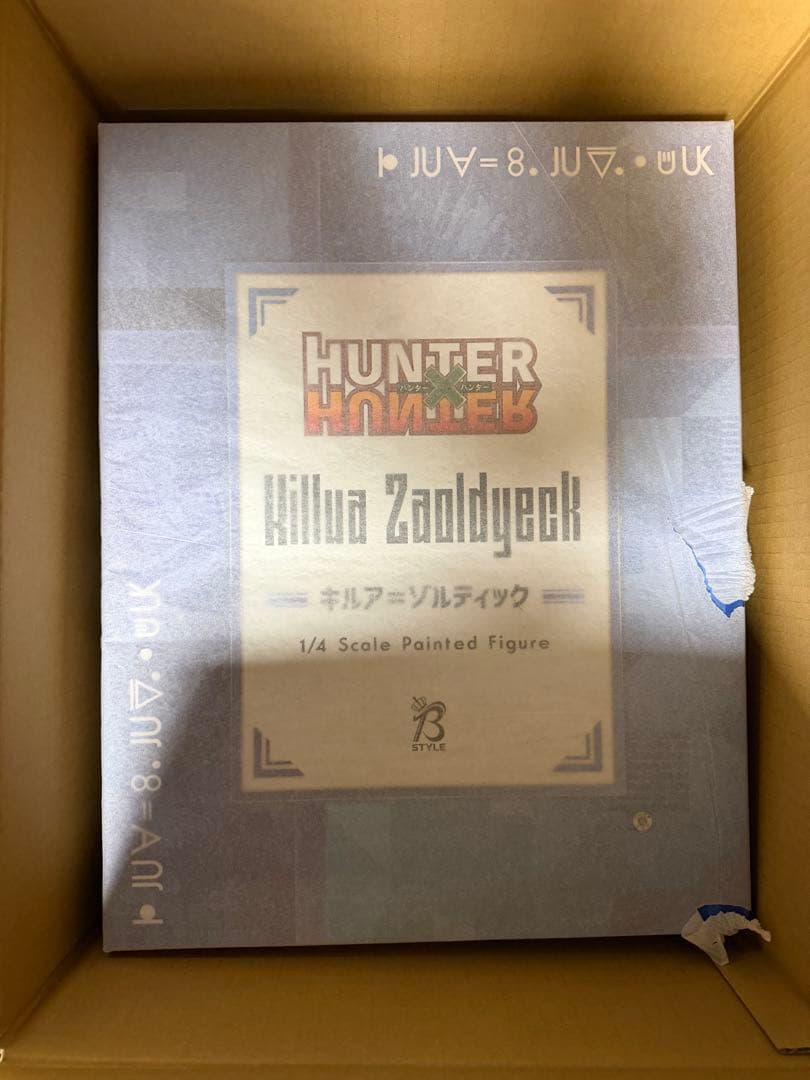 HUNTER
ハンター×ハンター
HUNTER
Killua Zaoldyeck
キルア=ゾルディック
1/4 Scale Painted Figure
B
STYLE